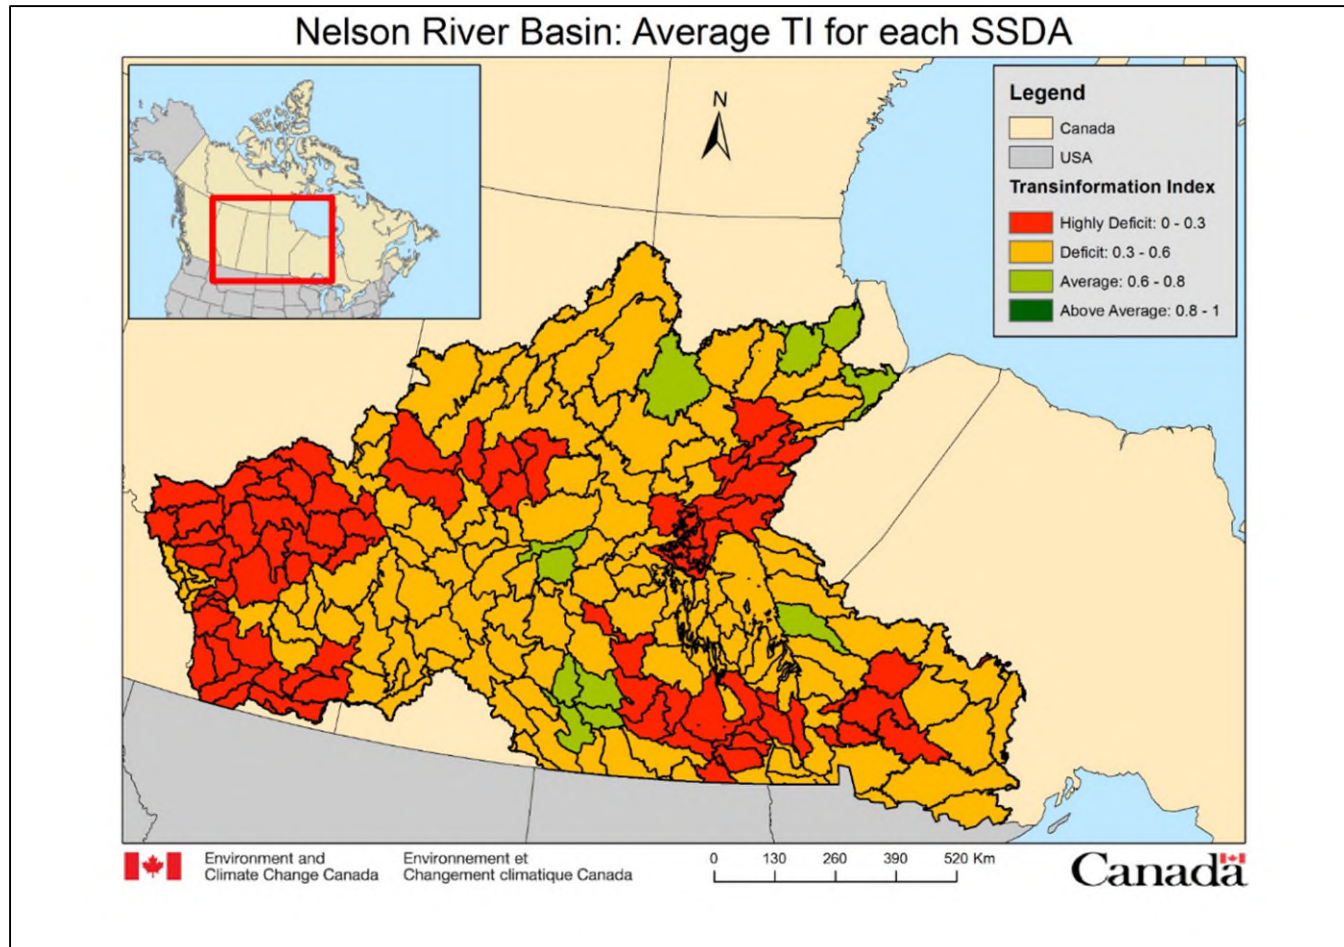 Nelson River Basin: Average TI for each SSDA
N
Legend
Canada
USA
Transinformation Index
Highly Deficit: 0 - 0.3
Deficit: 0.3 - 0.6
Average: 0.6 - 0.8
Above Average: 0.8 - 1
Environment and
Climate Change Canada
Environnement et
Changement climatique Canada
0 130 260 390 520 Km
Canada